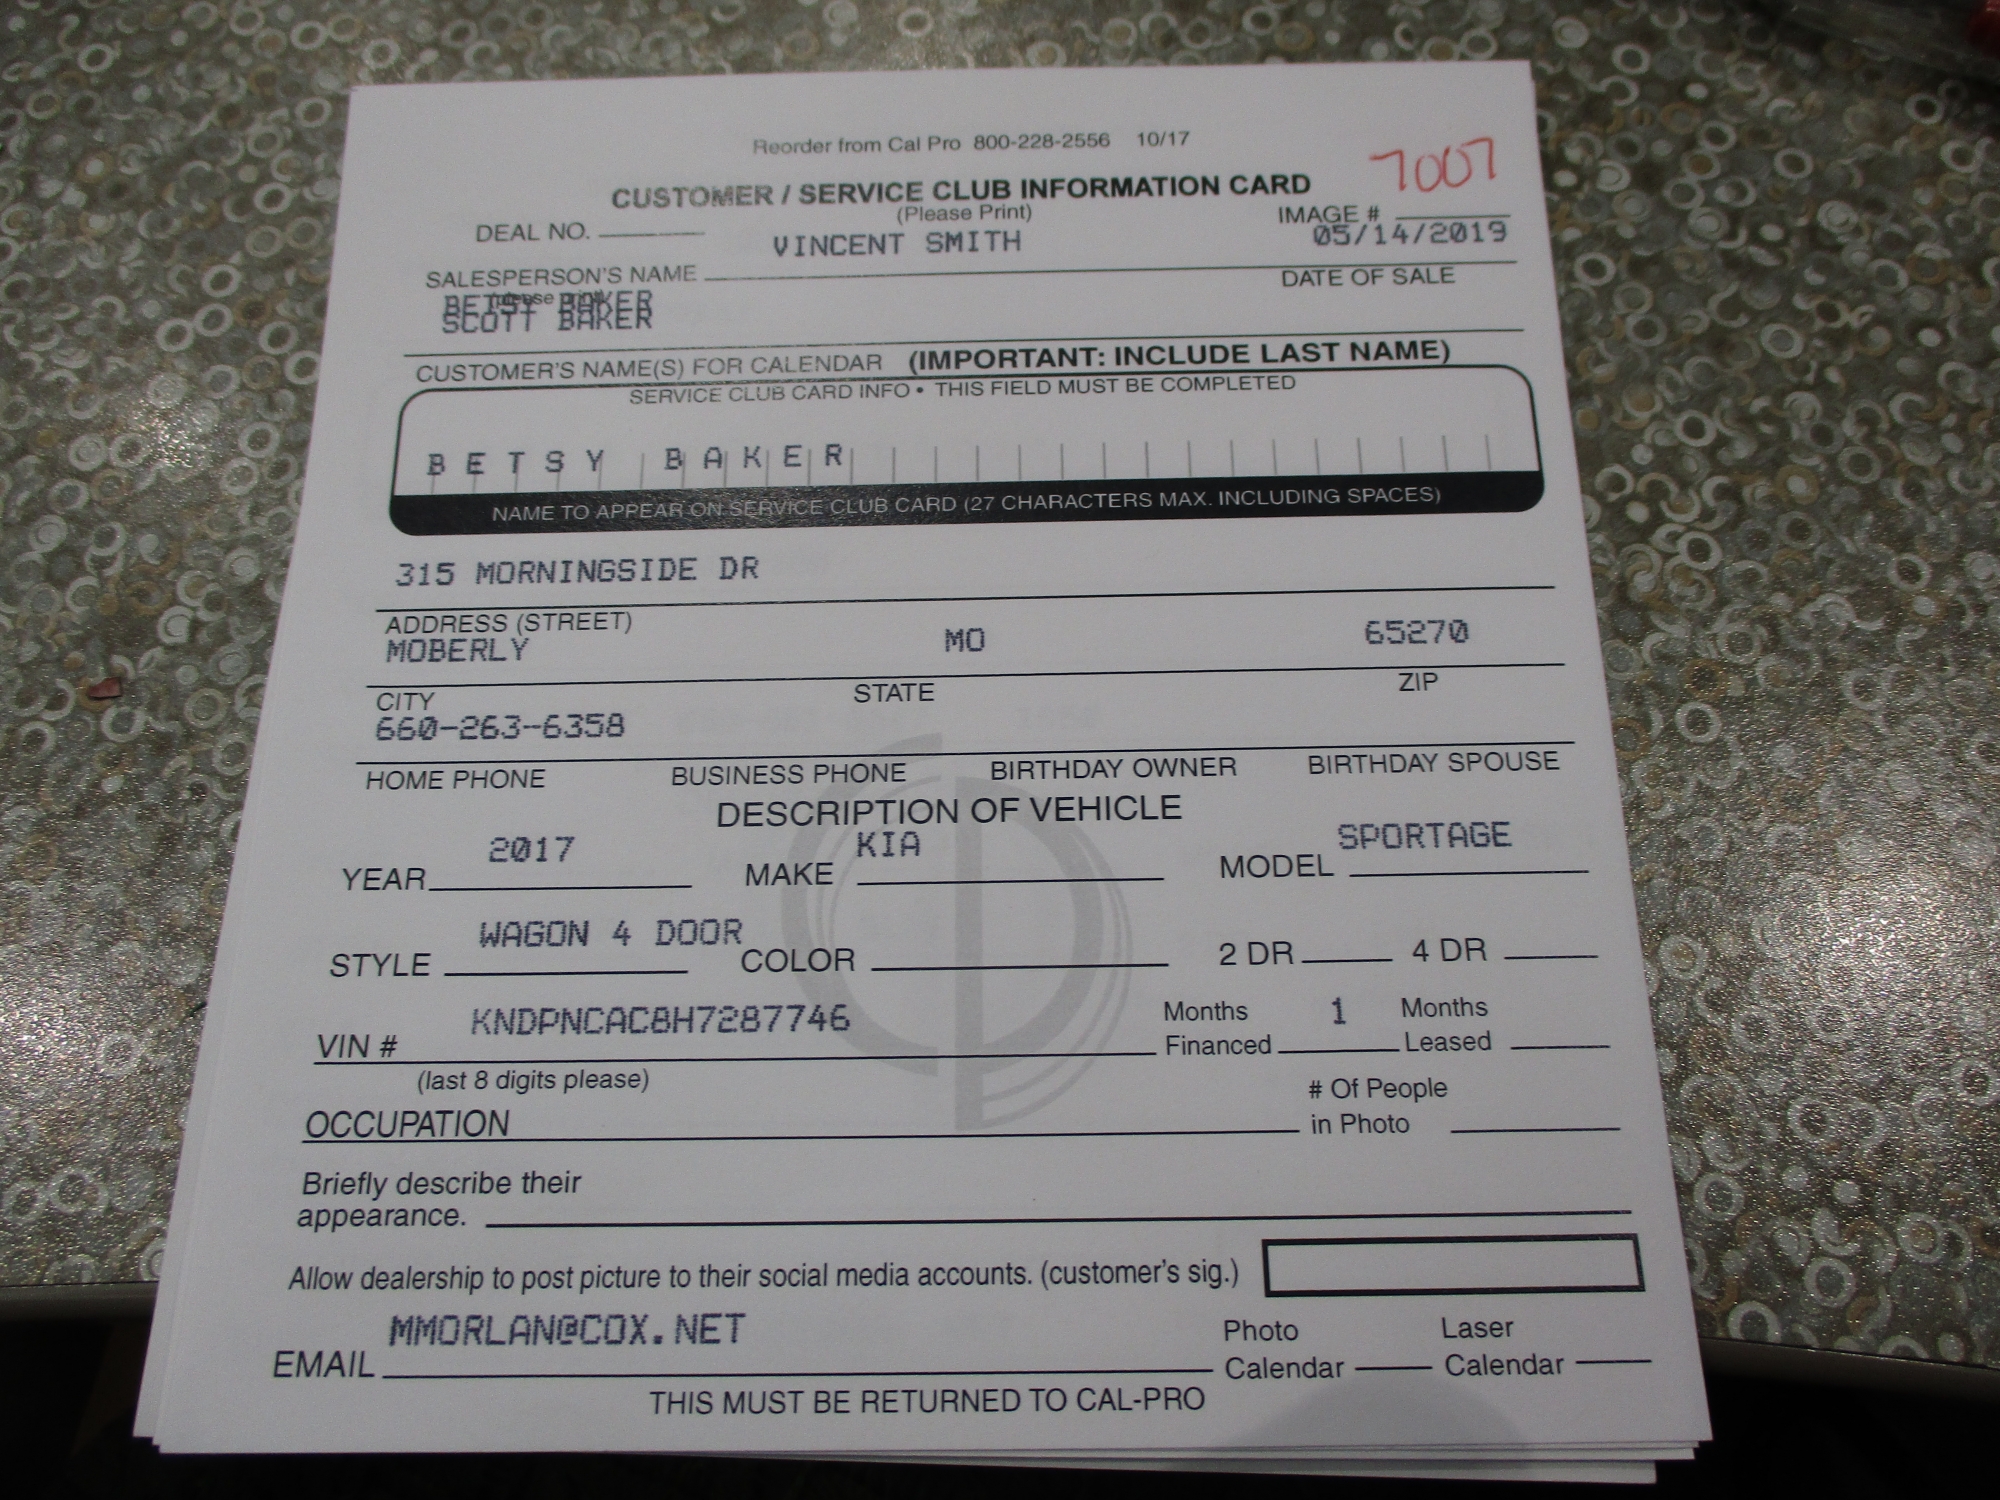 Reorder from Cal Pro 800-228-2556 10/17
7007
CUSTOMER / SERVICE CLUB INFORMATION CARD
(Please Print)
DEAL NO. IMAGE #
VINCENT SMITH 05/14/2019
SALESPERSON'S NAME DATE OF SALE
(please print)
BETSY BAKER
SCOTT BAKER
CUSTOMER'S NAME(S) FOR CALENDAR (IMPORTANT: INCLUDE LAST NAME)
SERVICE CLUB CARD INFO • THIS FIELD MUST BE COMPLETED
BETSY BAKER
NAME TO APPEAR ON SERVICE CLUB CARD (27 CHARACTERS MAX. INCLUDING SPACES)
315 MORNINGSIDE DR
ADDRESS (STREET)
MOBERLY MO 65270
CITY STATE ZIP
660-263-6358
HOME PHONE BUSINESS PHONE BIRTHDAY OWNER BIRTHDAY SPOUSE
DESCRIPTION OF VEHICLE
2017 KIA SPORTAGE
YEAR MAKE MODEL
WAGON 4 DOOR
STYLE COLOR 2 DR 4 DR
KNDPNCAC8H7287746 Months 1 Months
VIN # Financed Leased
(last 8 digits please) # Of People
OCCUPATION in Photo
Briefly describe their
appearance.
Allow dealership to post picture to their social media accounts. (customer's sig.)
MMORLAN@COX.NET Photo Laser
EMAIL Calendar Calendar
THIS MUST BE RETURNED TO CAL-PRO